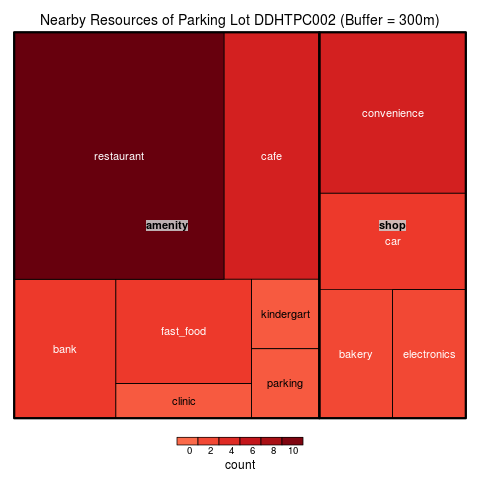 Nearby Resources of Parking Lot DDHTPC002 (Buffer = 300m)
restaurant
cafe
convenience
amenity
shop
car
bank
fast_food
kindergart
clinic
parking
bakery
electronics
0 2 4 6 8 10
count